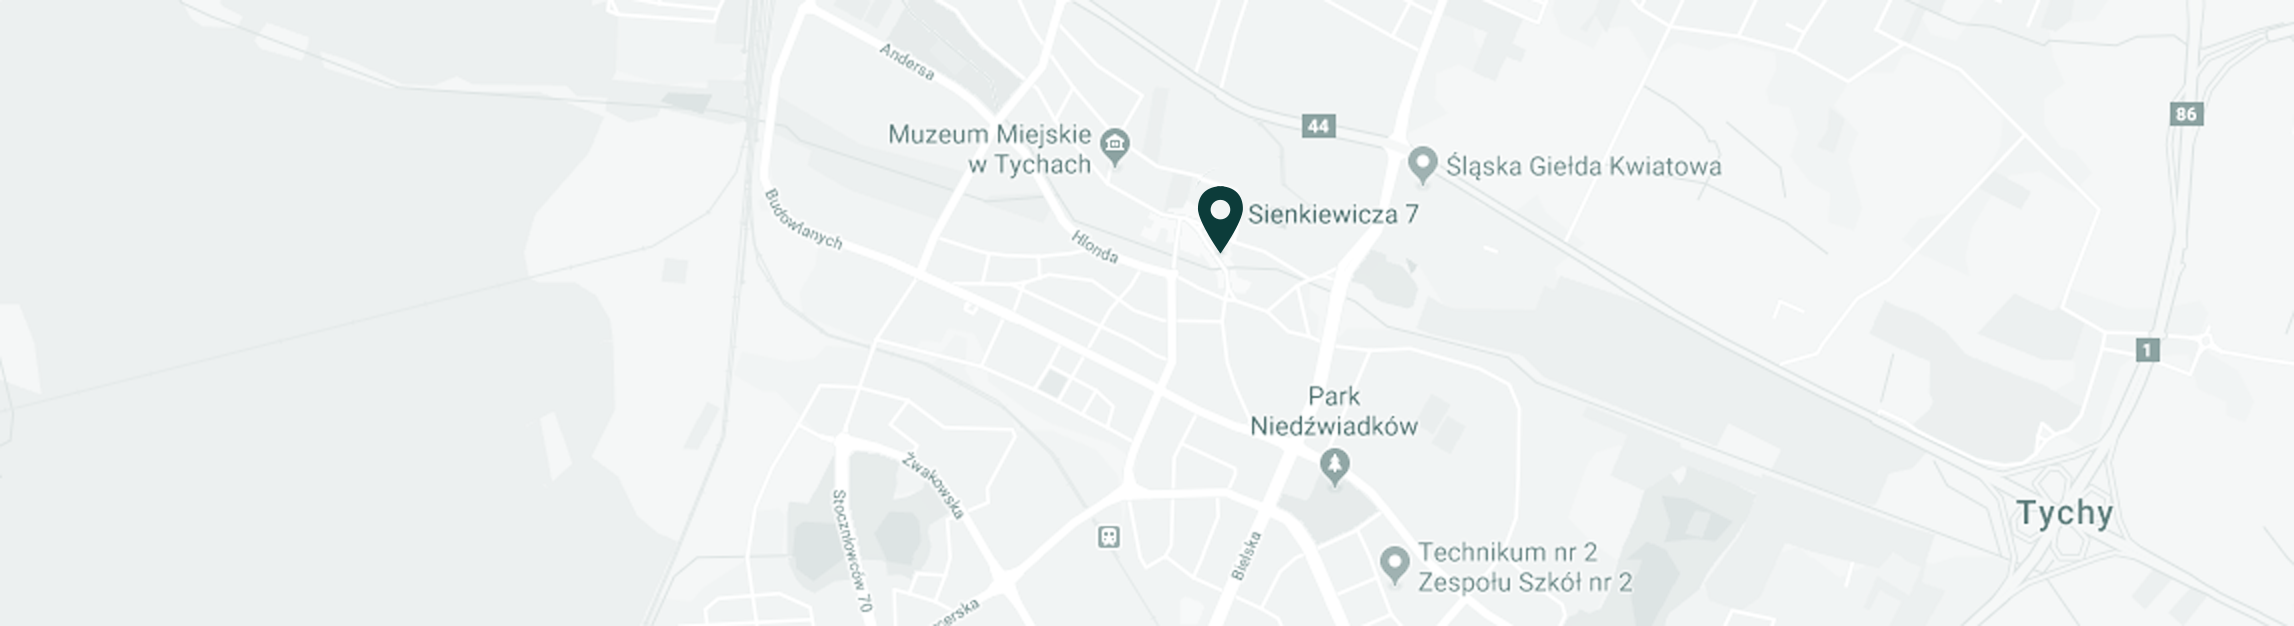 Andersa
44
86
Muzeum Miejskie
w Tychach
Śląska Giełda Kwiatowa
Budowlanych
Sienkiewicza 7
Hlonda
1
Park
Niedźwiadków
Żwakowska
Stoczniowców 70
Tychy
Bielska
Technikum nr 2
Zespołu Szkół nr 2